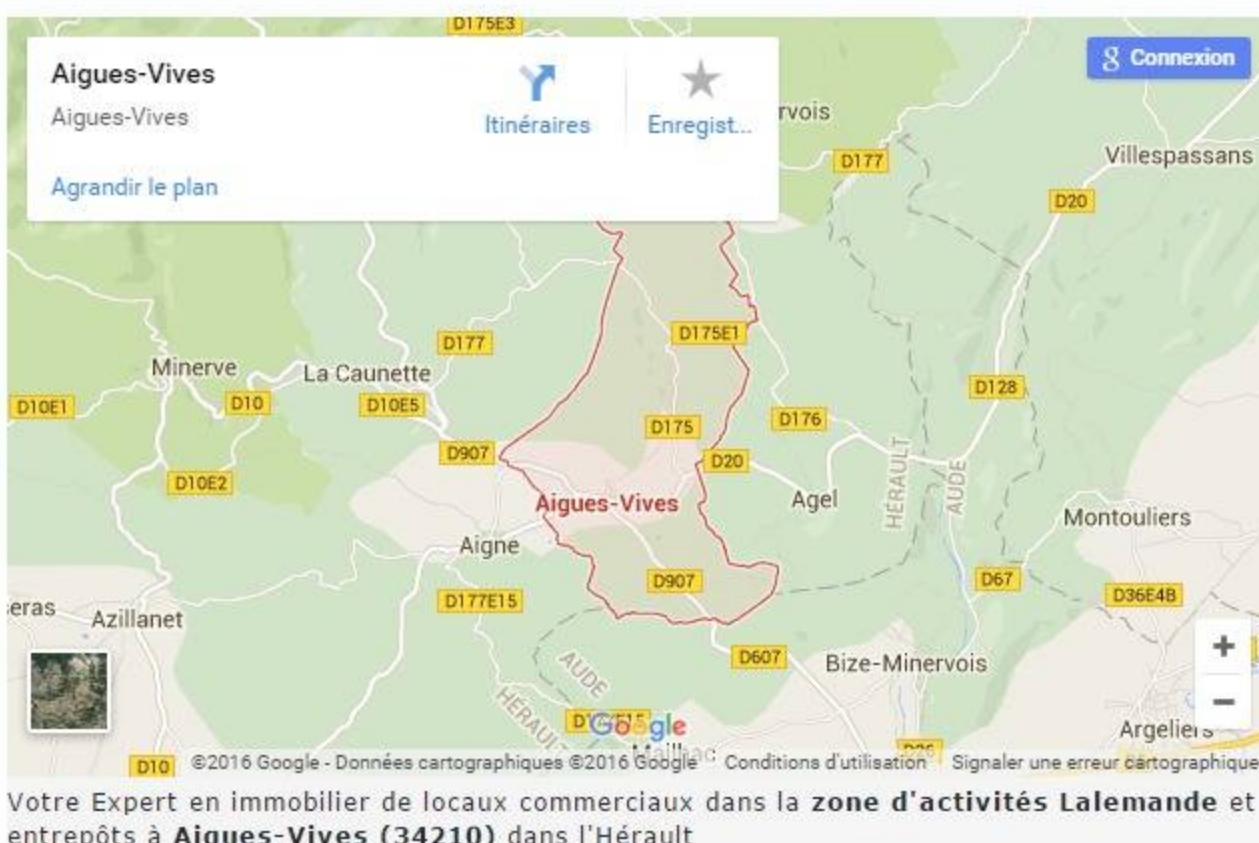 D175E3
Aigues-Vives
Aigues-Vives
Itinéraires
Enregist...
Agrandir le plan
g Connexion
rvois
D177
Villespassans
D20
D175E1
D177
Minerve
La Caunette
D10E1
D10
D10E5
D128
D175
D176
D907
D20
D10E2
Aigues-Vives
Agel
HÉRAULT
AUDE
Montouliers
Aigne
D907
D67
D177E15
D36E4B
eras
Azillanet
D607
Bize-Minervois
+
−
AUDE
HÉRAULT
Google
Argeliers
D10
©2016 Google - Données cartographiques ©2016 Google
Conditions d'utilisation
Signaler une erreur cartographique
Votre Expert en immobilier de locaux commerciaux dans la zone d'activités Lalemande et
entrepôts à Aigues-Vives (34210) dans l'Hérault